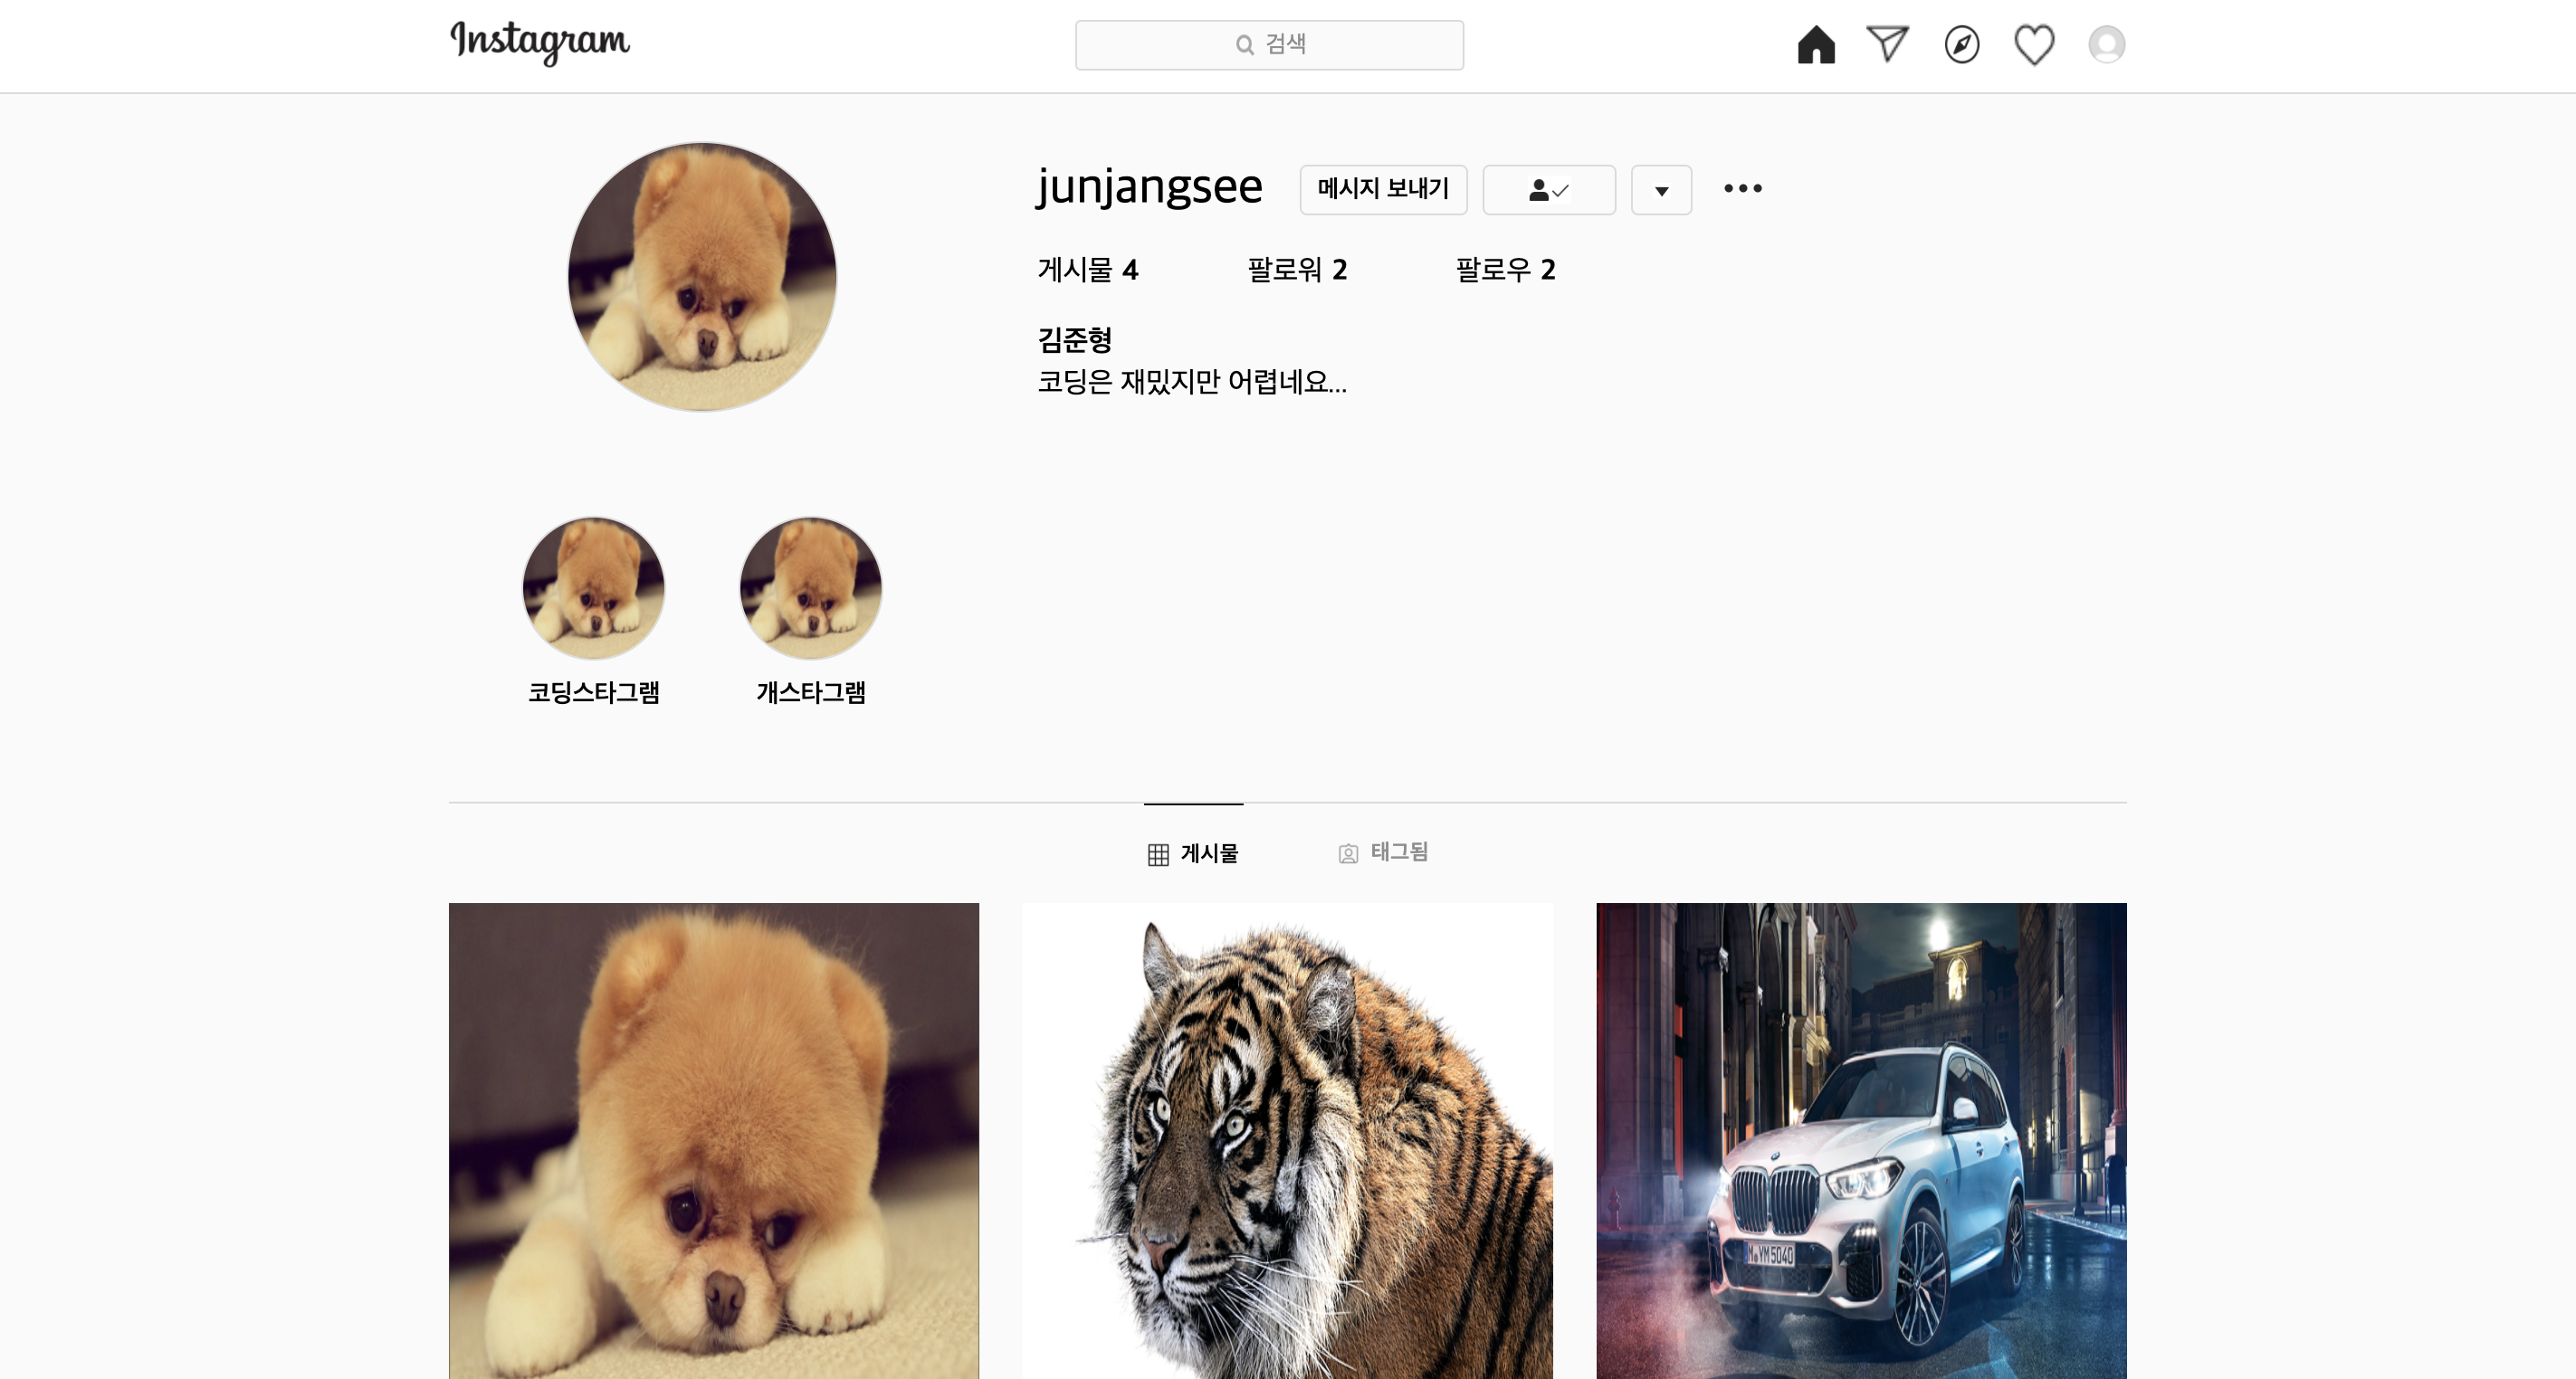 Instagram
검색
junjangsee
메시지 보내기
게시물 4
팔로워 2
팔로우 2
김준형
코딩은 재밌지만 어렵네요...
코딩스타그램
개스타그램
게시물
태그됨
M YM5040